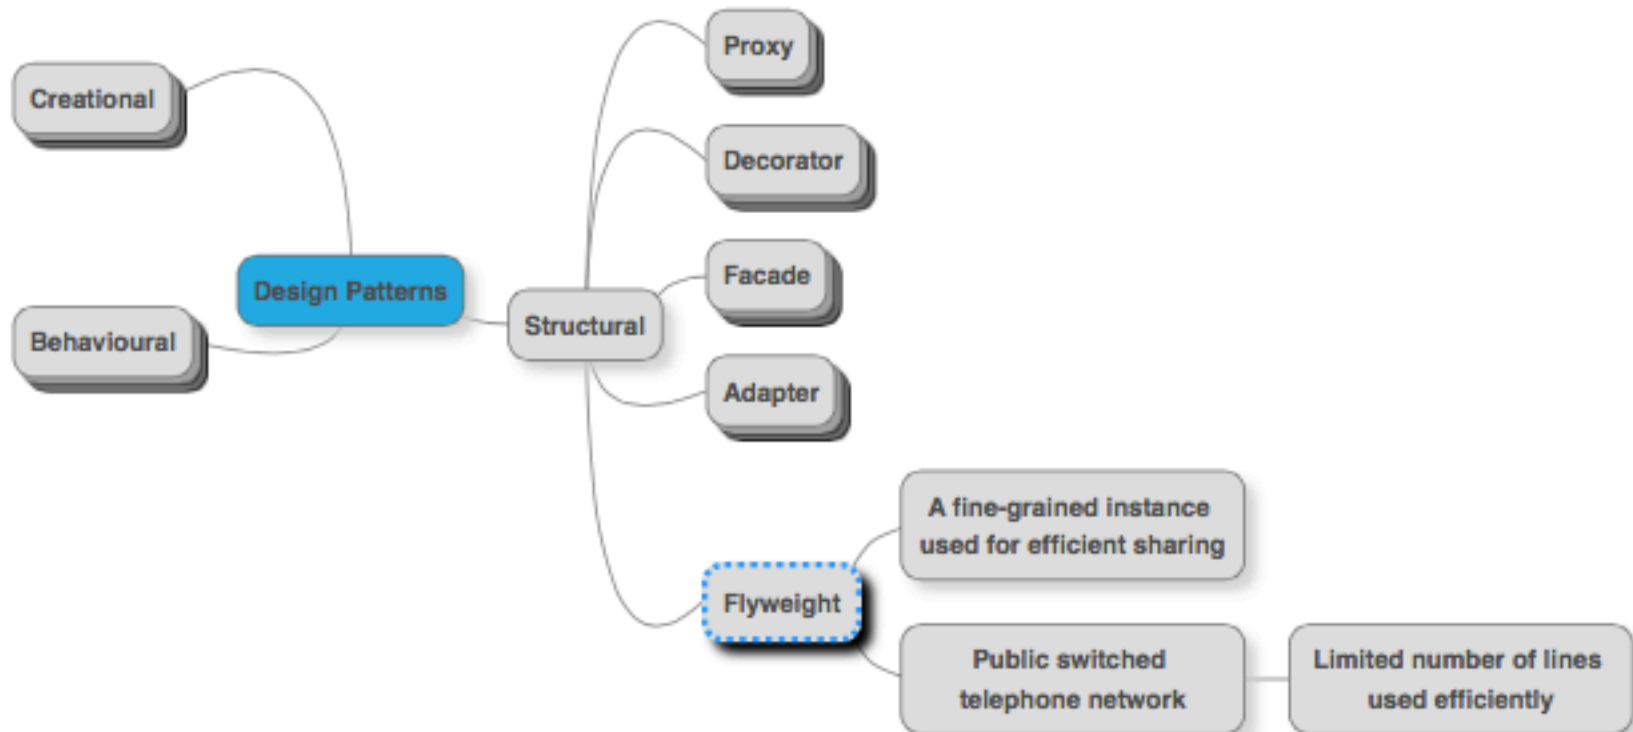 Creational
Behavioural
Design Patterns
Structural
Proxy
Decorator
Facade
Adapter
Flyweight
A fine-grained instance
used for efficient sharing
Public switched
telephone network
Limited number of lines
used efficiently